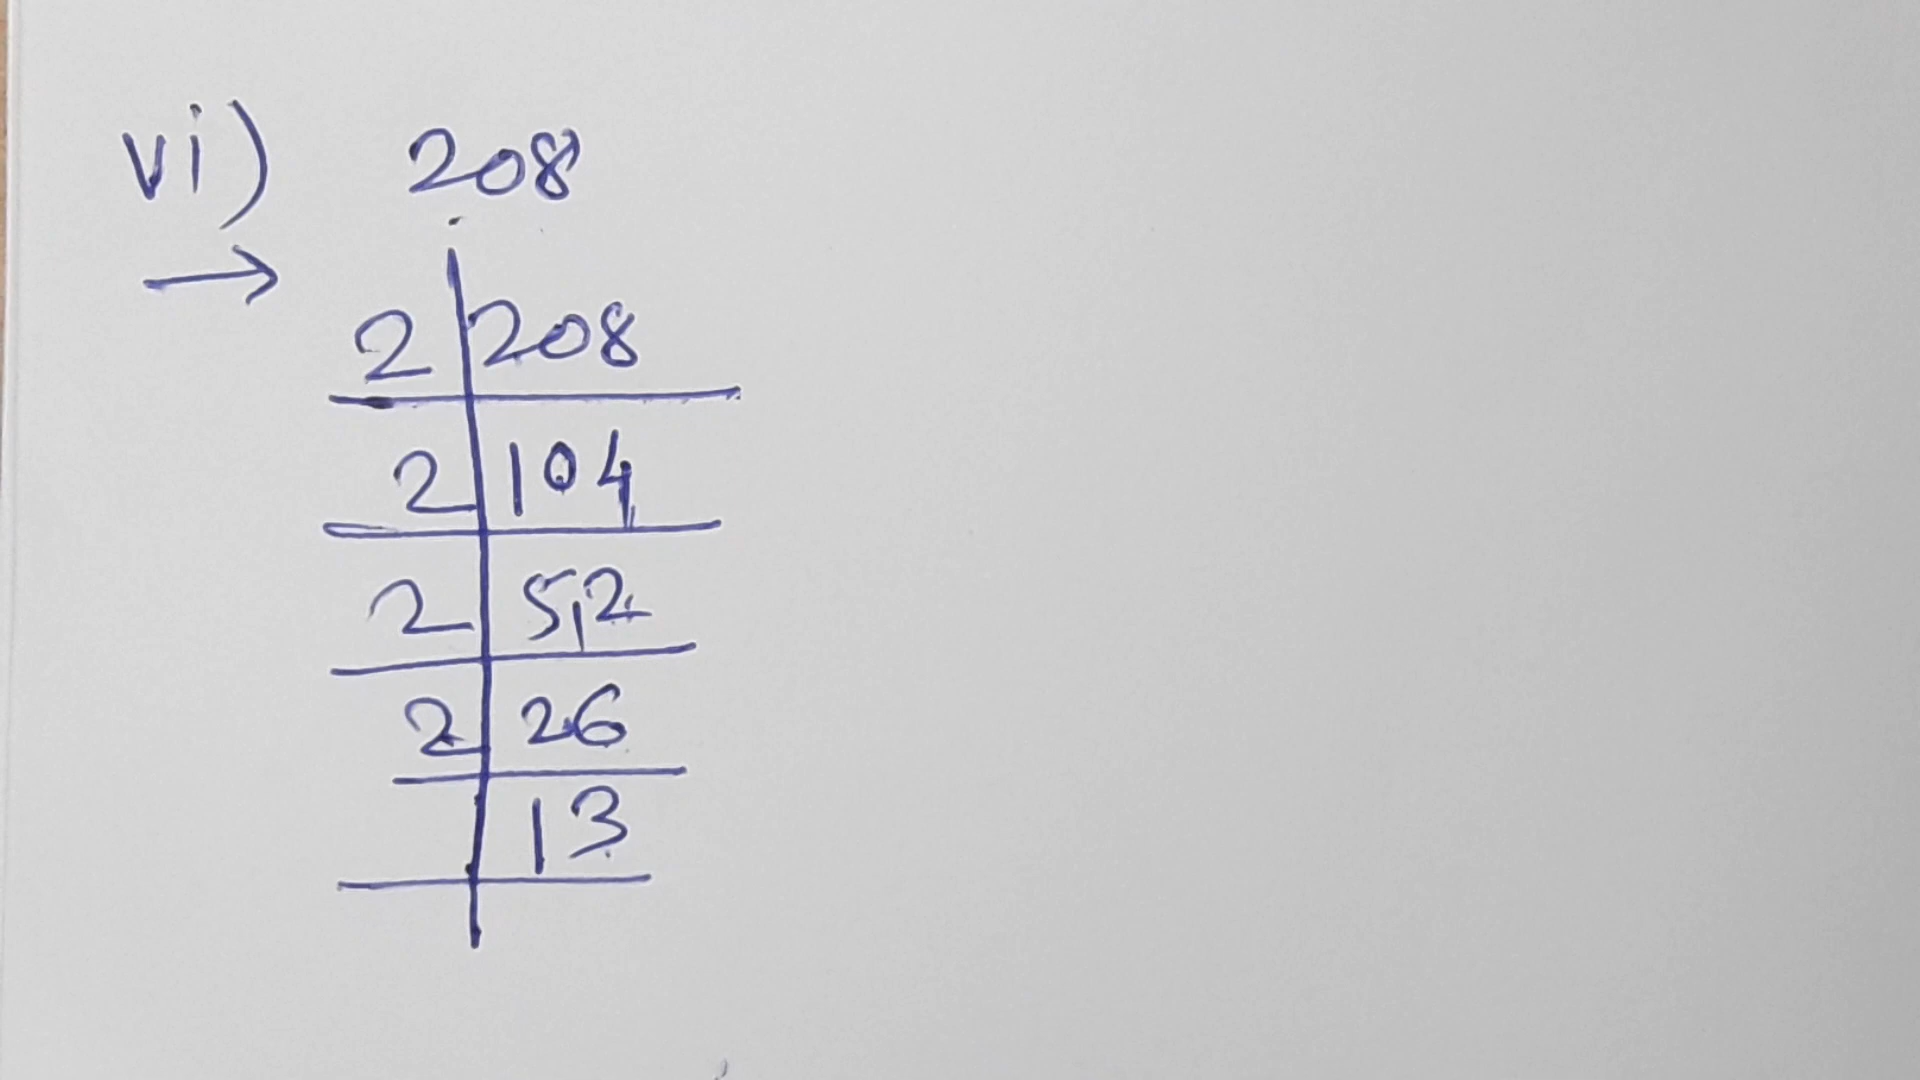 vi) 208
→
2 | 208
2 | 104
2 | 52
2 | 26
| 13